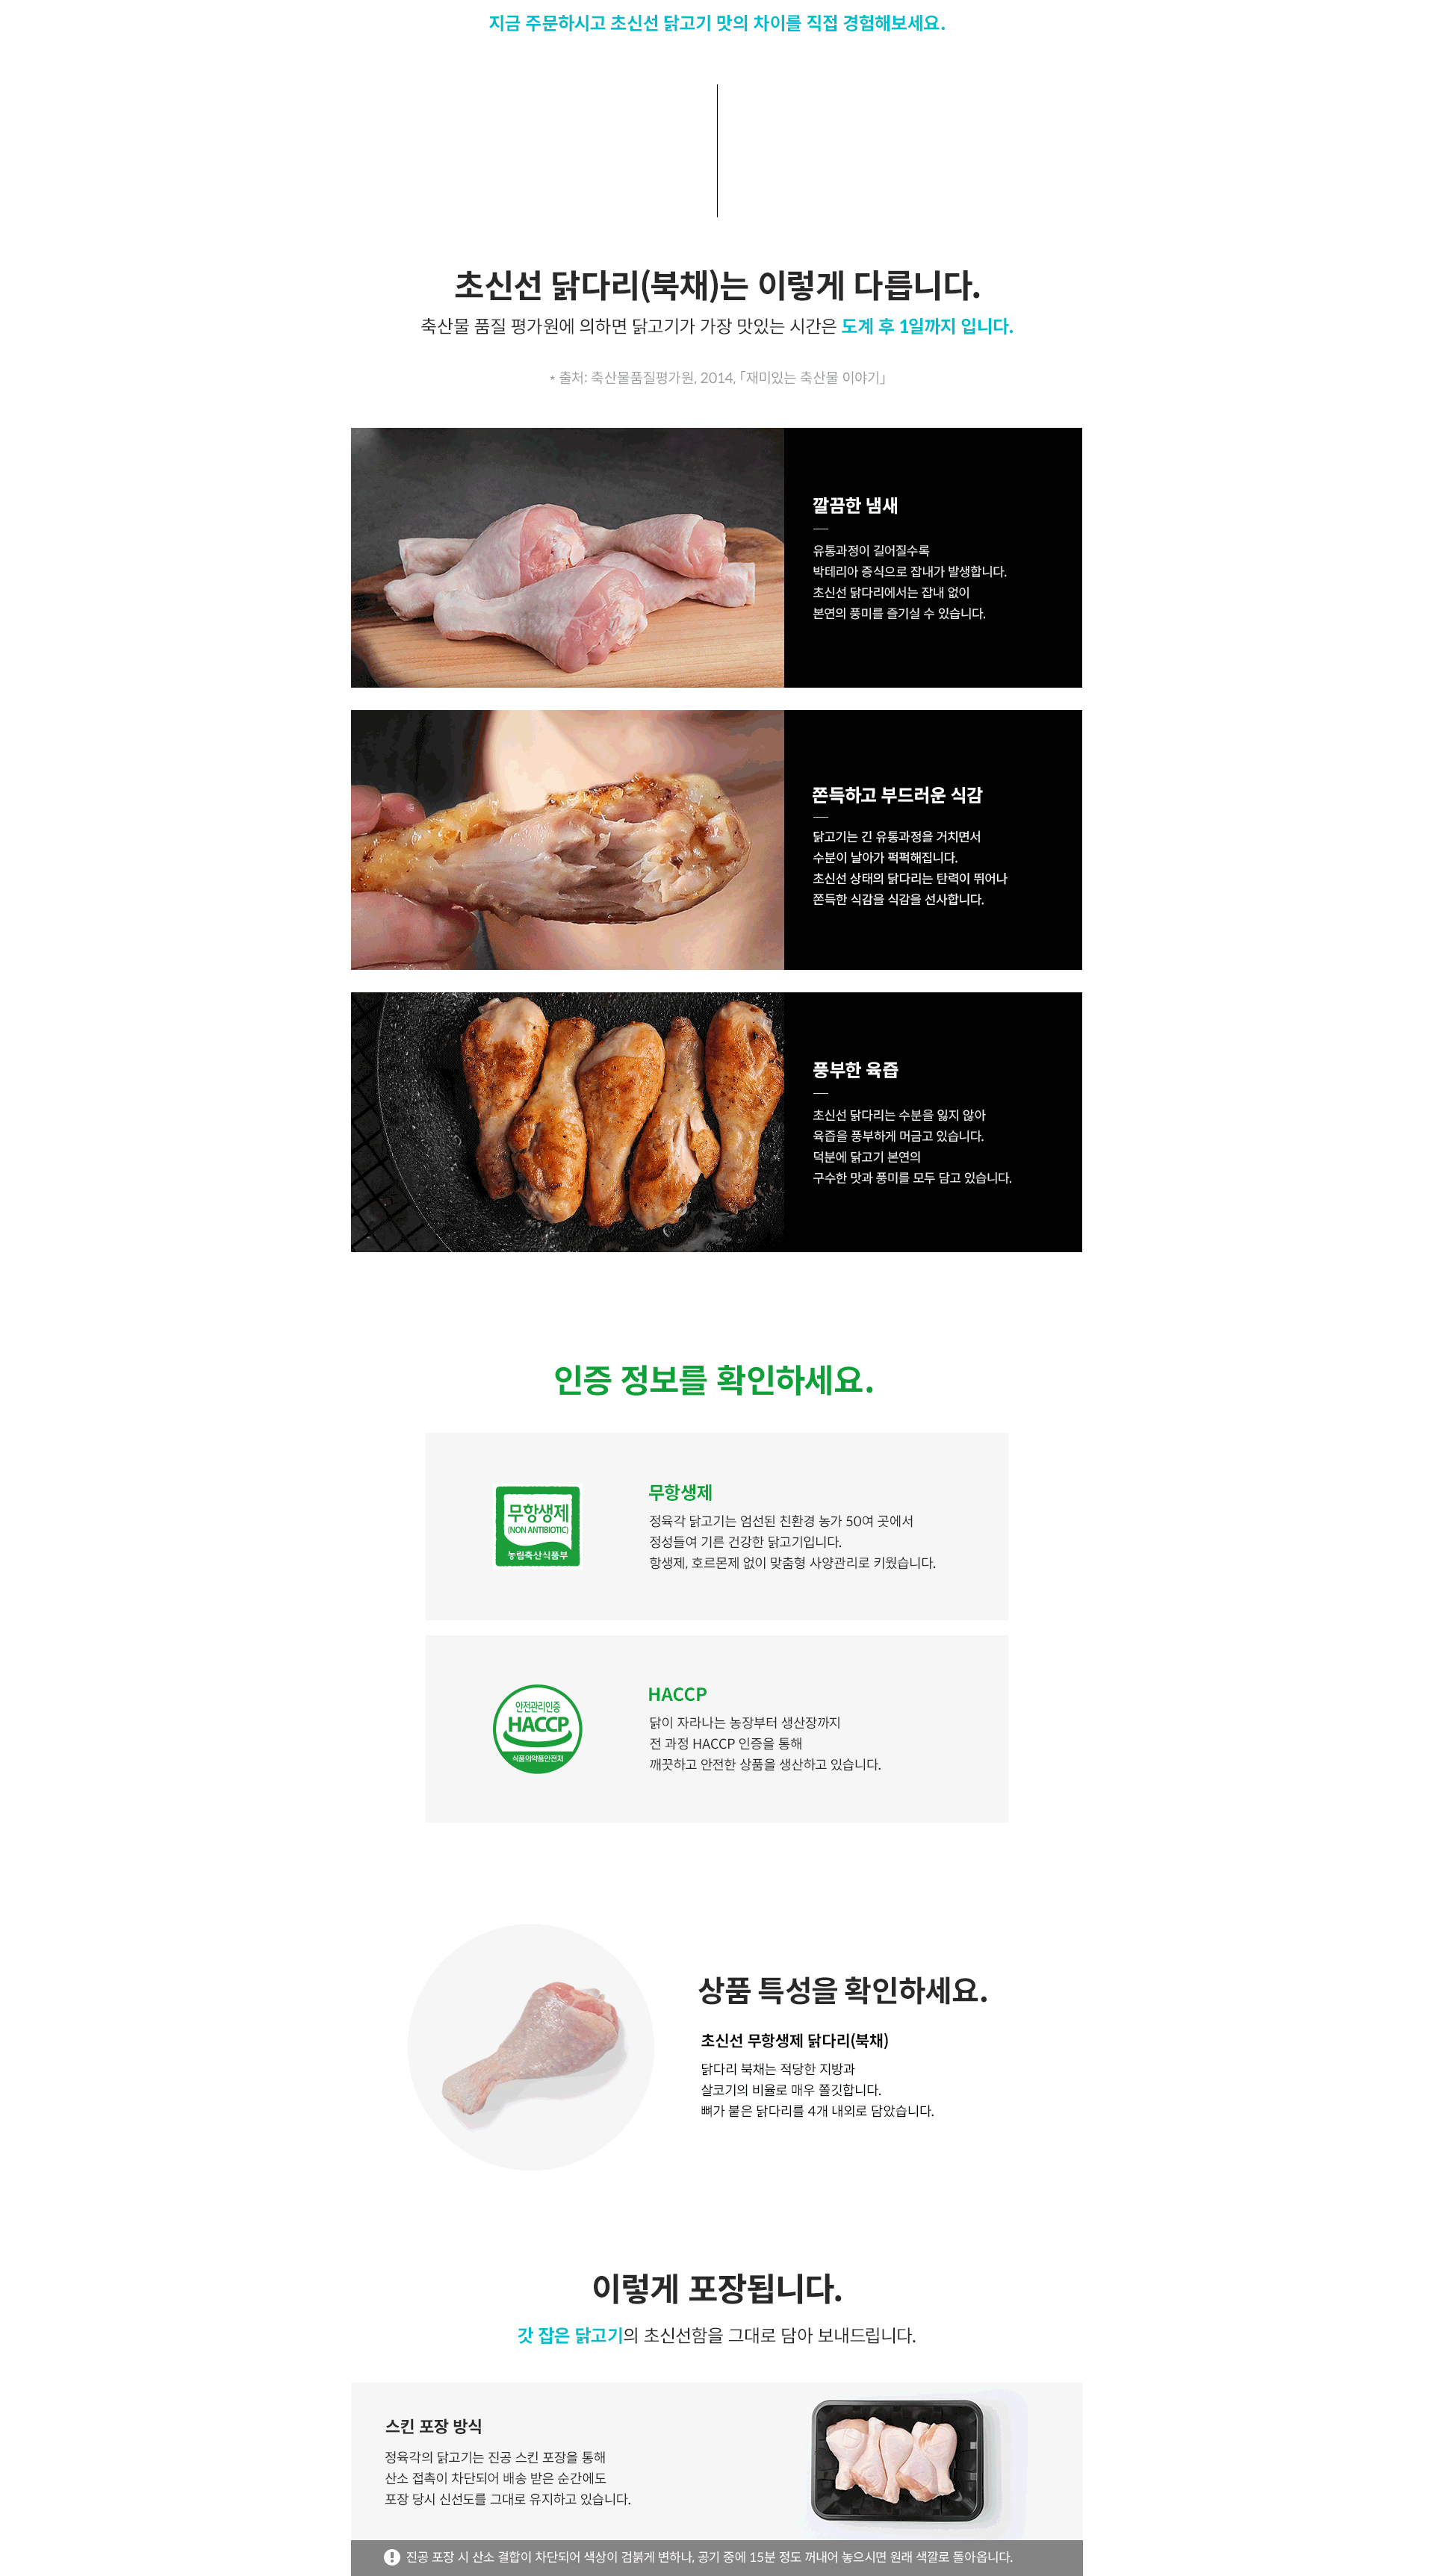 지금 주문하시고 초신선 닭고기 맛의 차이를 직접 경험해보세요.
초신선 닭다리(북채)는 이렇게 다릅니다.
축산물 품질 평가원에 의하면 닭고기가 가장 맛있는 시간은 도계 후 1일까지 입니다.
* 출처: 축산물품질평가원, 2014, 「재미있는 축산물 이야기」
깔끔한 냄새
유통과정이 길어질수록
박테리아 증식으로 잡내가 발생합니다.
초신선 닭다리에서는 잡내 없이
본연의 풍미를 즐기실 수 있습니다.
쫀득하고 부드러운 식감
닭고기는 긴 유통과정을 거치면서
수분이 날아가 퍽퍽해집니다.
초신선 상태의 닭다리는 탄력이 뛰어나
쫀득한 식감을 식감을 선사합니다.
풍부한 육즙
초신선 닭다리는 수분을 잃지 않아
육즙을 풍부하게 머금고 있습니다.
덕분에 닭고기 본연의
구수한 맛과 풍미를 모두 담고 있습니다.
인증 정보를 확인하세요.
무항생제
(NON ANTIBIOTIC)
농림축산식품부
무항생제
정육각 닭고기는 엄선된 친환경 농가 50여 곳에서
정성들여 기른 건강한 닭고기입니다.
항생제, 호르몬제 없이 맞춤형 사양관리로 키웠습니다.
안전관리인증
HACCP
식품의약품안전처
HACCP
닭이 자라나는 농장부터 생산장까지
전 과정 HACCP 인증을 통해
깨끗하고 안전한 상품을 생산하고 있습니다.
상품 특성을 확인하세요.
초신선 무항생제 닭다리(북채)
닭다리 북채는 적당한 지방과
살코기의 비율로 매우 쫄깃합니다.
뼈가 붙은 닭다리를 4개 내외로 담았습니다.
이렇게 포장됩니다.
갓 잡은 닭고기의 초신선함을 그대로 담아 보내드립니다.
스킨 포장 방식
정육각의 닭고기는 진공 스킨 포장을 통해
산소 접촉이 차단되어 배송 받은 순간에도
포장 당시 신선도를 그대로 유지하고 있습니다.
진공 포장 시 산소 결합이 차단되어 색상이 검붉게 변하나, 공기 중에 15분 정도 꺼내어 놓으시면 원래 색깔로 돌아옵니다.